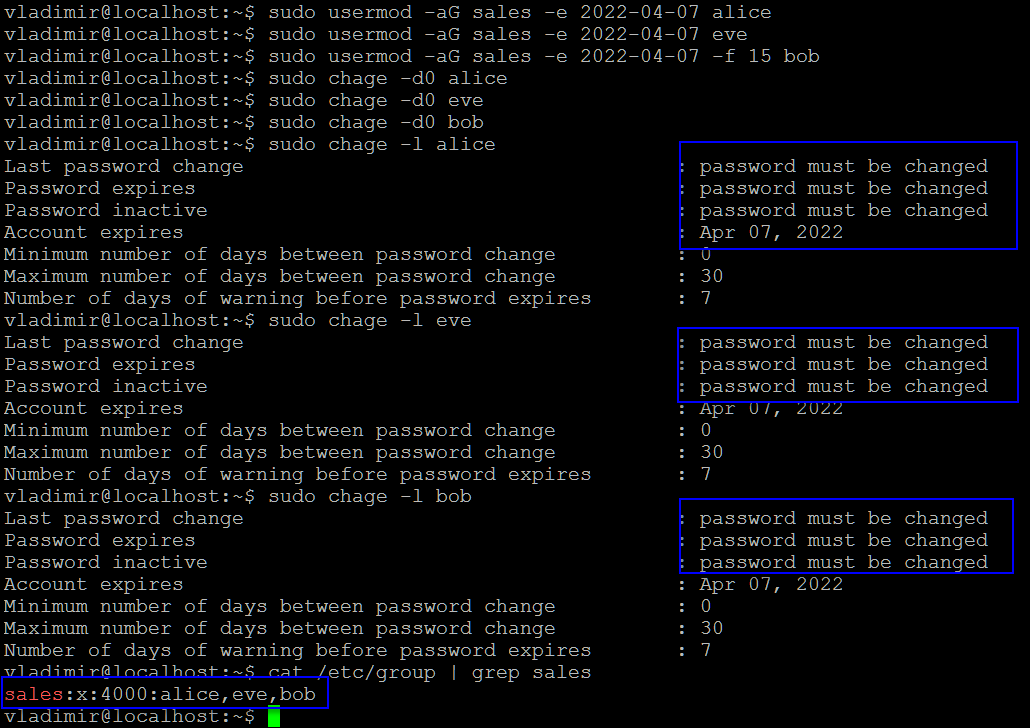 vladimir@localhost:~$ sudo usermod -aG sales -e 2022-04-07 alice
vladimir@localhost:~$ sudo usermod -aG sales -e 2022-04-07 eve
vladimir@localhost:~$ sudo usermod -aG sales -e 2022-04-07 -f 15 bob
vladimir@localhost:~$ sudo chage -d0 alice
vladimir@localhost:~$ sudo chage -d0 eve
vladimir@localhost:~$ sudo chage -d0 bob
vladimir@localhost:~$ sudo chage -l alice
Last password change : password must be changed
Password expires : password must be changed
Password inactive : password must be changed
Account expires : Apr 07, 2022
Minimum number of days between password change : 0
Maximum number of days between password change : 30
Number of days of warning before password expires : 7
vladimir@localhost:~$ sudo chage -l eve
Last password change : password must be changed
Password expires : password must be changed
Password inactive : password must be changed
Account expires : Apr 07, 2022
Minimum number of days between password change : 0
Maximum number of days between password change : 30
Number of days of warning before password expires : 7
vladimir@localhost:~$ sudo chage -l bob
Last password change : password must be changed
Password expires : password must be changed
Password inactive : password must be changed
Account expires : Apr 07, 2022
Minimum number of days between password change : 0
Maximum number of days between password change : 30
Number of days of warning before password expires : 7
vladimir@localhost:~$ cat /etc/group | grep sales
sales:x:4000:alice,eve,bob
vladimir@localhost:~$